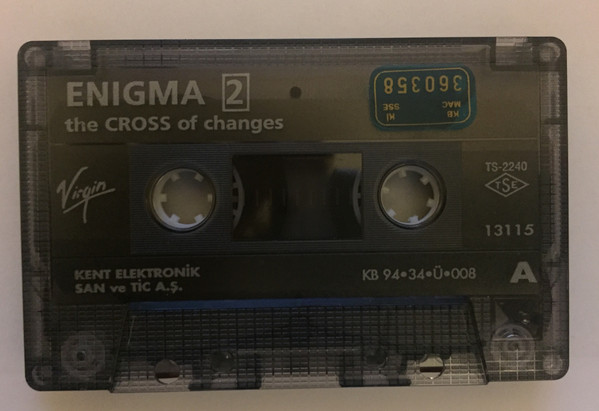 ENIGMA 2
the CROSS of changes
360358
KB
MAC
KI
SSE
Virgin
TS-2240
TSE
13115
KENT ELEKTRONİK
SAN ve TİC A.Ş.
KB 94•34•Ü•008
A